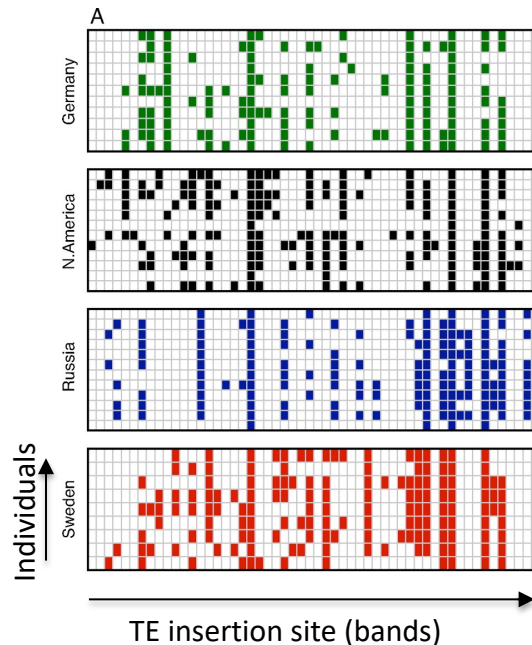 A
Germany
N.America
Russia
Sweden
Individuals
TE insertion site (bands)